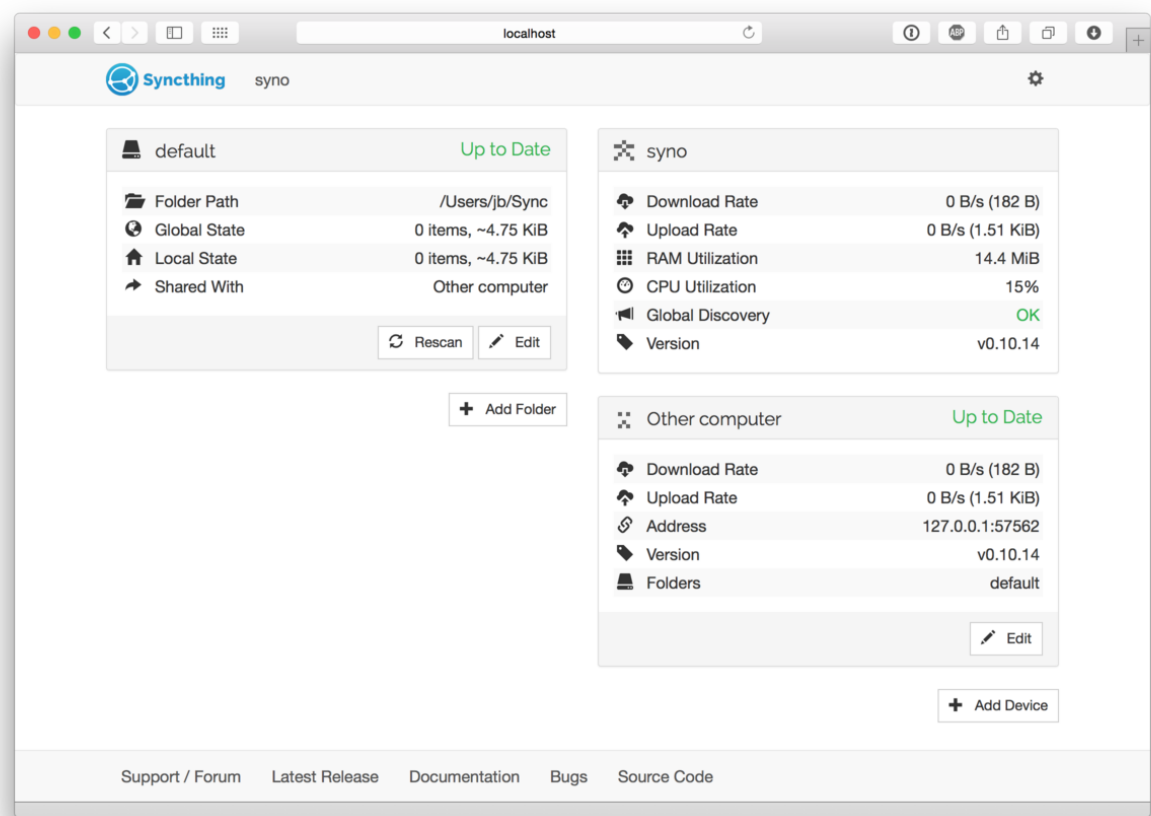 localhost
ABP
Syncthing syno
default Up to Date
Folder Path /Users/jb/Sync
Global State 0 items, ~4.75 KiB
Local State 0 items, ~4.75 KiB
Shared With Other computer
Rescan Edit
Add Folder
syno
Download Rate 0 B/s (182 B)
Upload Rate 0 B/s (1.51 KiB)
RAM Utilization 14.4 MiB
CPU Utilization 15%
Global Discovery OK
Version v0.10.14
Other computer Up to Date
Download Rate 0 B/s (182 B)
Upload Rate 0 B/s (1.51 KiB)
Address 127.0.0.1:57562
Version v0.10.14
Folders default
Edit
Add Device
Support / Forum Latest Release Documentation Bugs Source Code